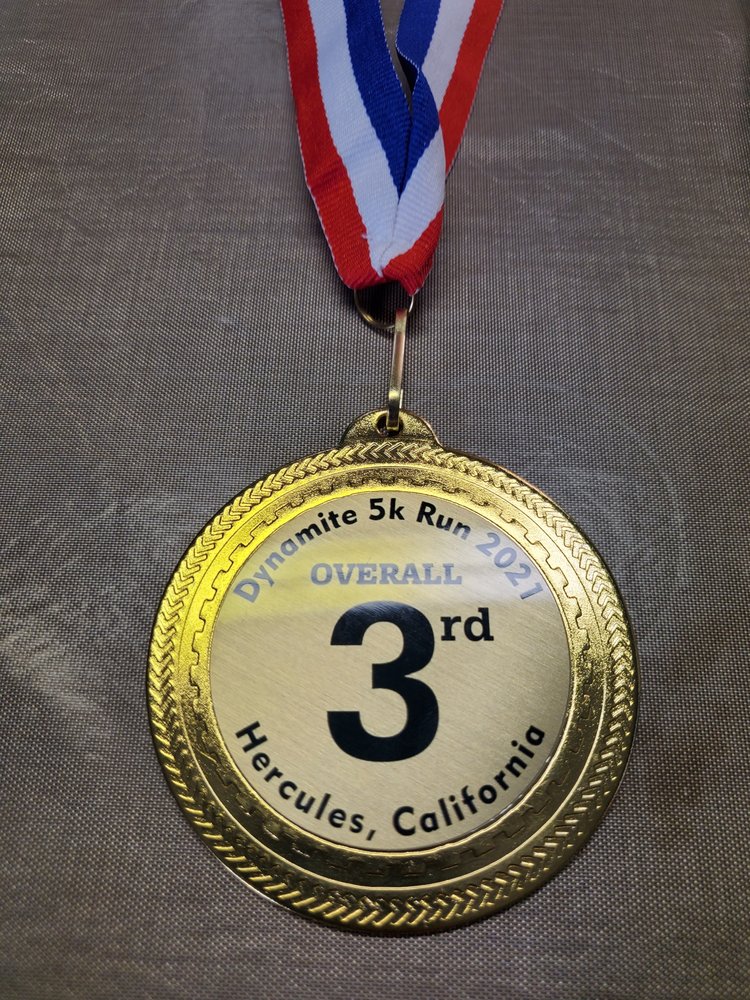 Dynamite 5k Run 2021
OVERALL
3rd
Hercules, California